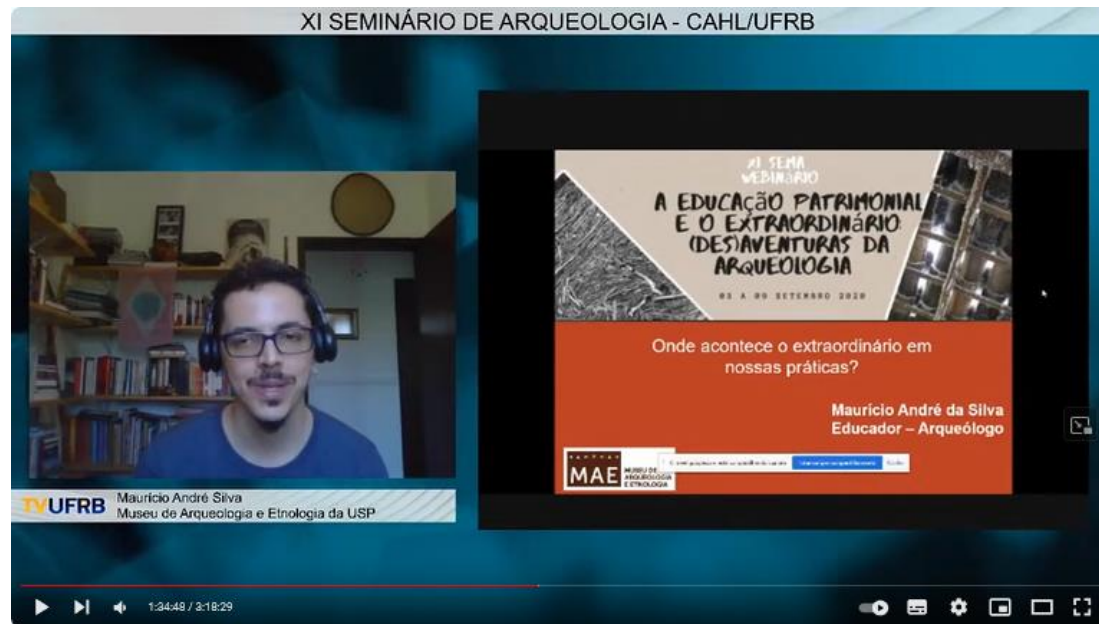 XI SEMINÁRIO DE ARQUEOLOGIA - CAHL/UFRB
XI SEMA
WEBINÁRIO
A EDUCAÇÃO PATRIMONIAL
E O EXTRAORDINÁRIO:
(DES)AVENTURAS DA
ARQUEOLOGIA
SETEMBRO 2020
Onde acontece o extraordinário em
nossas práticas?
Maurício André da Silva
Educador – Arqueólogo
MAE
MUSEU DE
ARQUEOLOGIA
E ETNOLOGIA
TVUFRB
Maurício André Silva
Museu de Arqueologia e Etnologia da USP
1:34:48 / 3:18:29